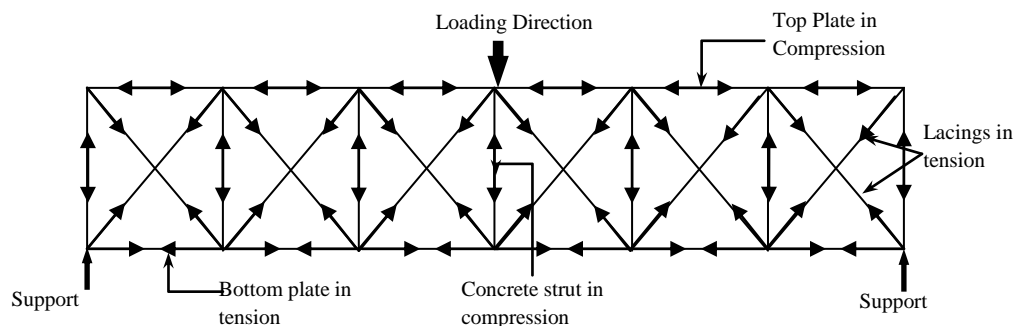 Loading Direction
Top Plate in
Compression
Lacings in
tension
Support
Bottom plate in
tension
Concrete strut in
compression
Support